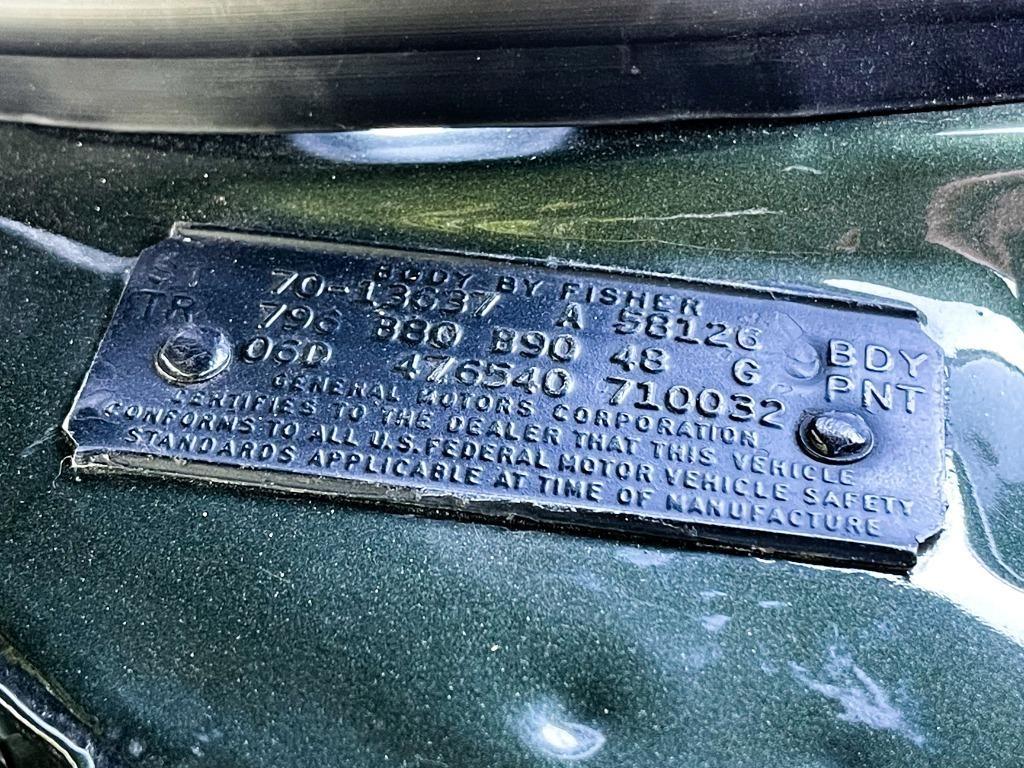 BODY BY FISHER
ST 70-13637 A 58126 BDY
TR 796 B80 B90 48 G PNT
06D 476540 710032
GENERAL MOTORS CORPORATION
CERTIFIES TO THE DEALER THAT THIS VEHICLE
CONFORMS TO ALL U.S. FEDERAL MOTOR VEHICLE SAFETY
STANDARDS APPLICABLE AT TIME OF MANUFACTURE